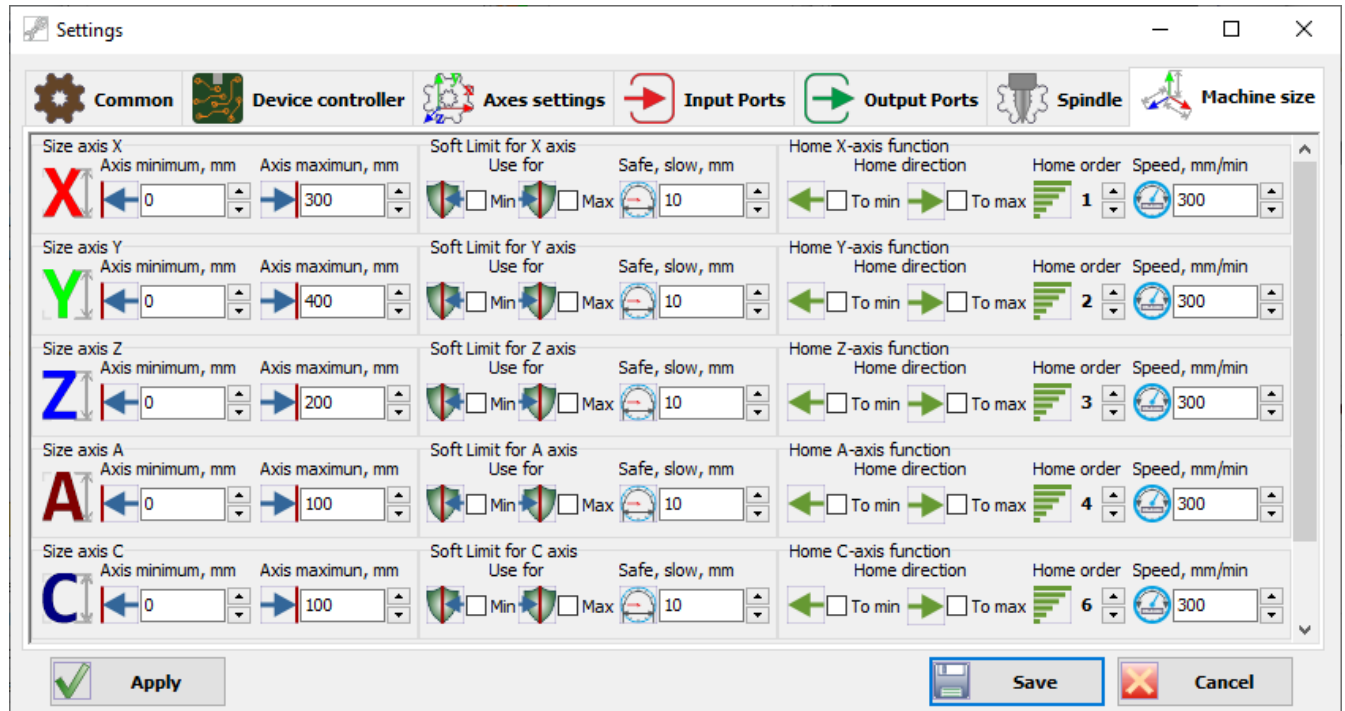 Settings
Common Device controller Axes settings Input Ports Output Ports Spindle Machine size
Size axis X Soft Limit for X axis Home X-axis function
Axis minimum, mm Axis maximun, mm Use for Safe, slow, mm Home direction Home order Speed, mm/min
X 0 300 Min Max 10 To min To max 1 300
Size axis Y Soft Limit for Y axis Home Y-axis function
Axis minimum, mm Axis maximun, mm Use for Safe, slow, mm Home direction Home order Speed, mm/min
Y 0 400 Min Max 10 To min To max 2 300
Size axis Z Soft Limit for Z axis Home Z-axis function
Axis minimum, mm Axis maximun, mm Use for Safe, slow, mm Home direction Home order Speed, mm/min
Z 0 200 Min Max 10 To min To max 3 300
Size axis A Soft Limit for A axis Home A-axis function
Axis minimum, mm Axis maximun, mm Use for Safe, slow, mm Home direction Home order Speed, mm/min
A 0 100 Min Max 10 To min To max 4 300
Size axis C Soft Limit for C axis Home C-axis function
Axis minimum, mm Axis maximun, mm Use for Safe, slow, mm Home direction Home order Speed, mm/min
C 0 100 Min Max 10 To min To max 6 300
Apply Save Cancel